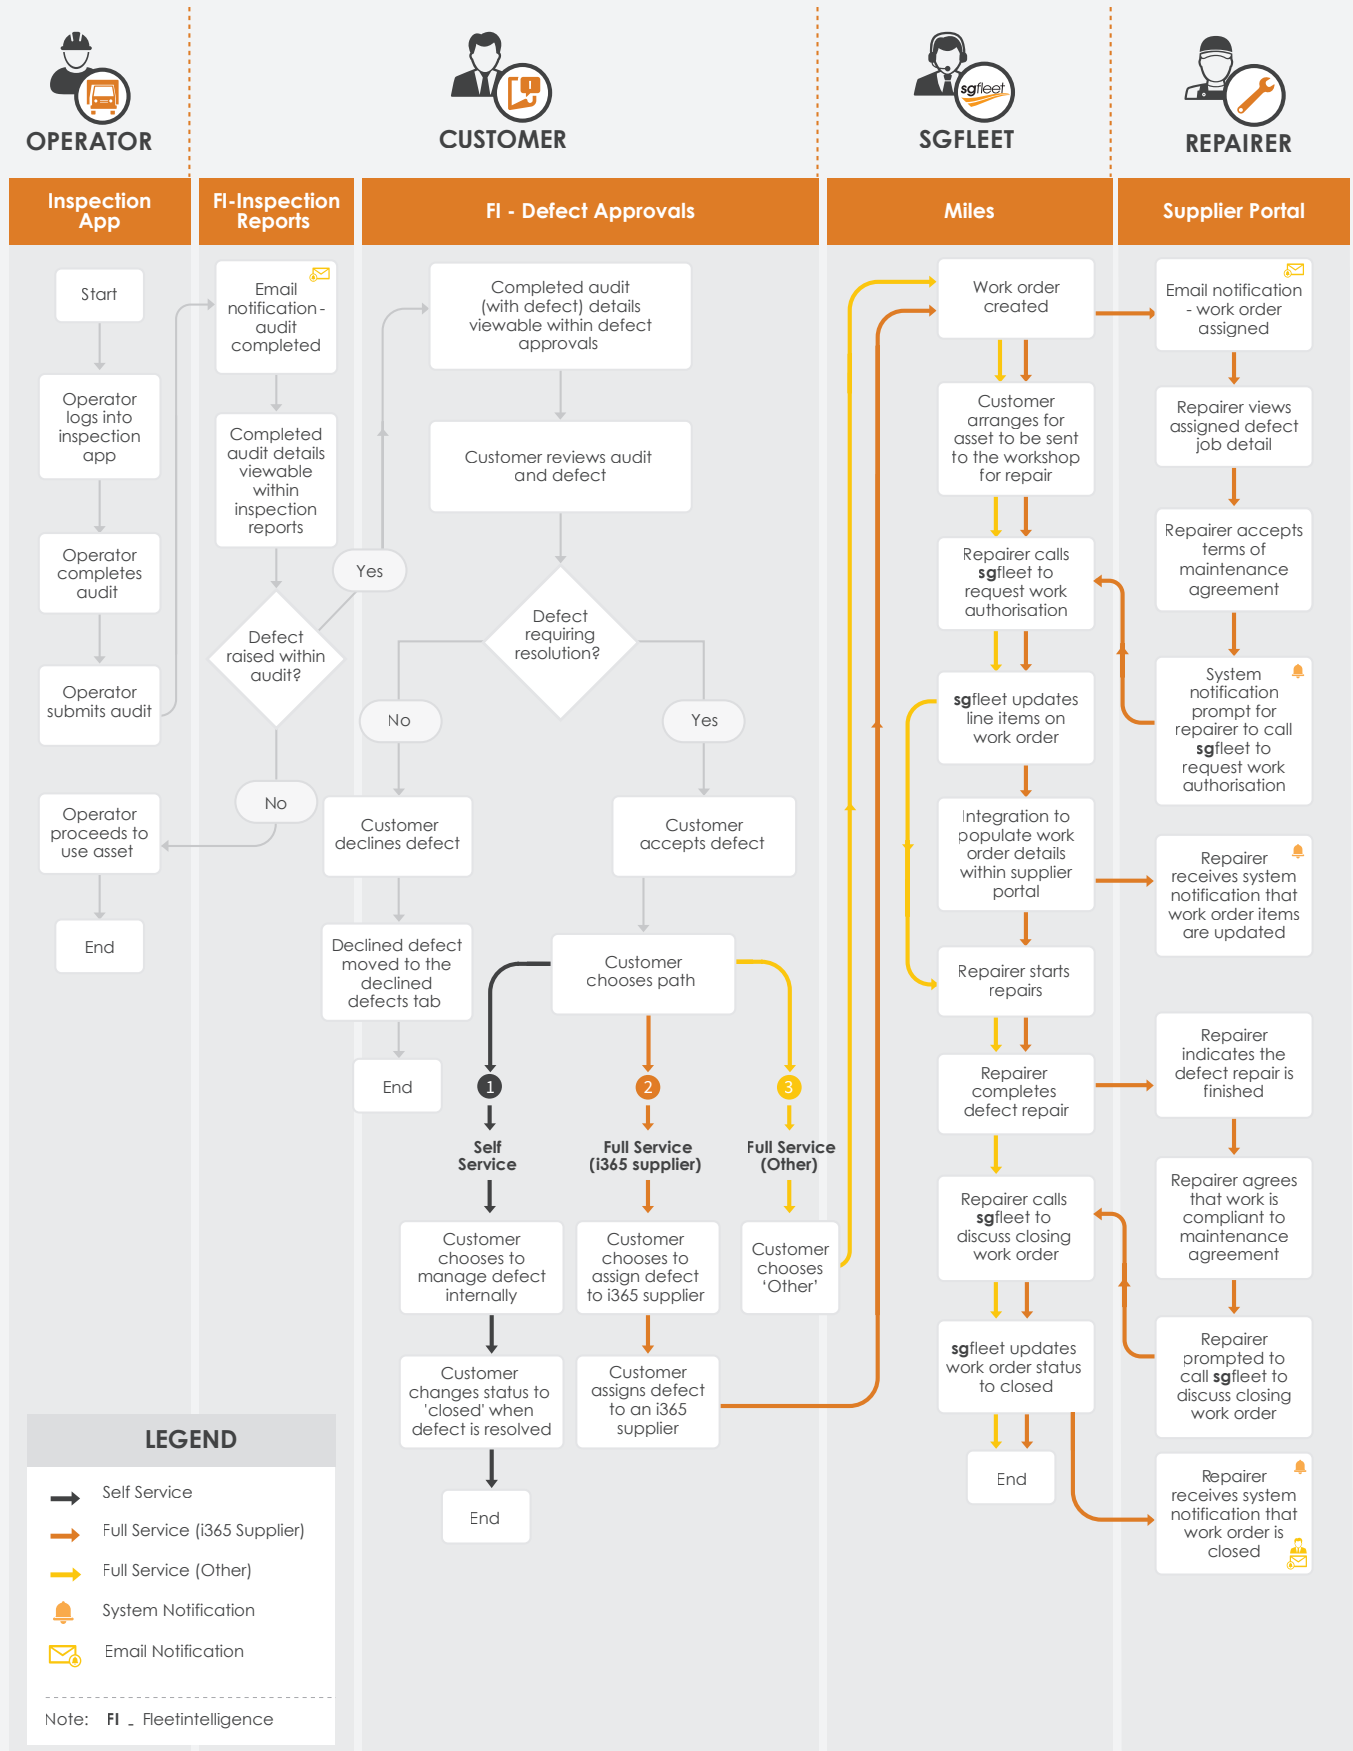 OPERATOR
CUSTOMER
sgfleet
SGFLEET
REPAIRER
Inspection
App
FI-Inspection
Reports
FI - Defect Approvals
Miles
Supplier Portal
Start
Operator
logs into
inspection
app
Operator
completes
audit
Operator
submits audit
Operator
proceeds to
use asset
End
Email
notification -
audit
completed
Completed
audit details
viewable
within
inspection
reports
Defect
raised within
audit?
Yes
No
Completed audit
(with defect) details
viewable within defect
approvals
Customer reviews audit
and defect
Defect
requiring
resolution?
No
Yes
Customer
declines defect
Declined defect
moved to the
declined
defects tab
End
Customer
accepts defect
Customer
chooses path
1
2
3
Self
Service
Full Service
(i365 supplier)
Full Service
(Other)
Customer
chooses to
manage defect
internally
Customer
changes status to
'closed' when
defect is resolved
End
Customer
chooses to
assign defect
to i365 supplier
Customer
assigns defect
to an i365
supplier
Customer
chooses
‘Other’
Work order
created
Customer
arranges for
asset to be sent
to the workshop
for repair
Repairer calls
sgfleet to
request work
authorisation
sgfleet updates
line items on
work order
Integration to
populate work
order details
within supplier
portal
Repairer starts
repairs
Repairer
completes
defect repair
Repairer calls
sgfleet to
discuss closing
work order
sgfleet updates
work order status
to closed
End
Email notification
- work order
assigned
Repairer views
assigned defect
job detail
Repairer accepts
terms of
maintenance
agreement
System
notification
prompt for
repairer to call
sgfleet to
request work
authorisation
Repairer
receives system
notification that
work order items
are updated
Repairer
indicates the
defect repair is
finished
Repairer agrees
that work is
compliant to
maintenance
agreement
Repairer
prompted to
call sgfleet to
discuss closing
work order
Repairer
receives system
notification that
work order is
closed
LEGEND
Self Service
Full Service (i365 Supplier)
Full Service (Other)
System Notification
Email Notification
Note: FI - Fleetintelligence